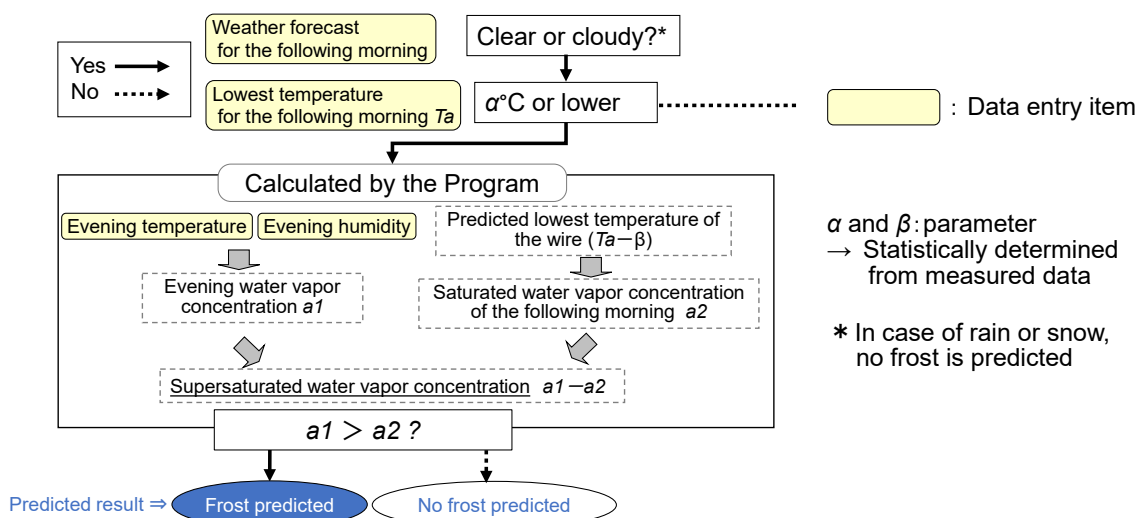 Weather forecast
for the following morning
Clear or cloudy?*
Yes
No
Lowest temperature
for the following morning Ta
α°C or lower
: Data entry item
Calculated by the Program
Evening temperature
Evening humidity
Predicted lowest temperature of
the wire (Ta－β)
Evening water vapor
concentration a1
Saturated water vapor concentration
of the following morning a2
Supersaturated water vapor concentration a1－a2
a1 ＞ a2 ?
Predicted result ⇒
Frost predicted
No frost predicted
α and β: parameter
→ Statistically determined
from measured data
* In case of rain or snow,
no frost is predicted